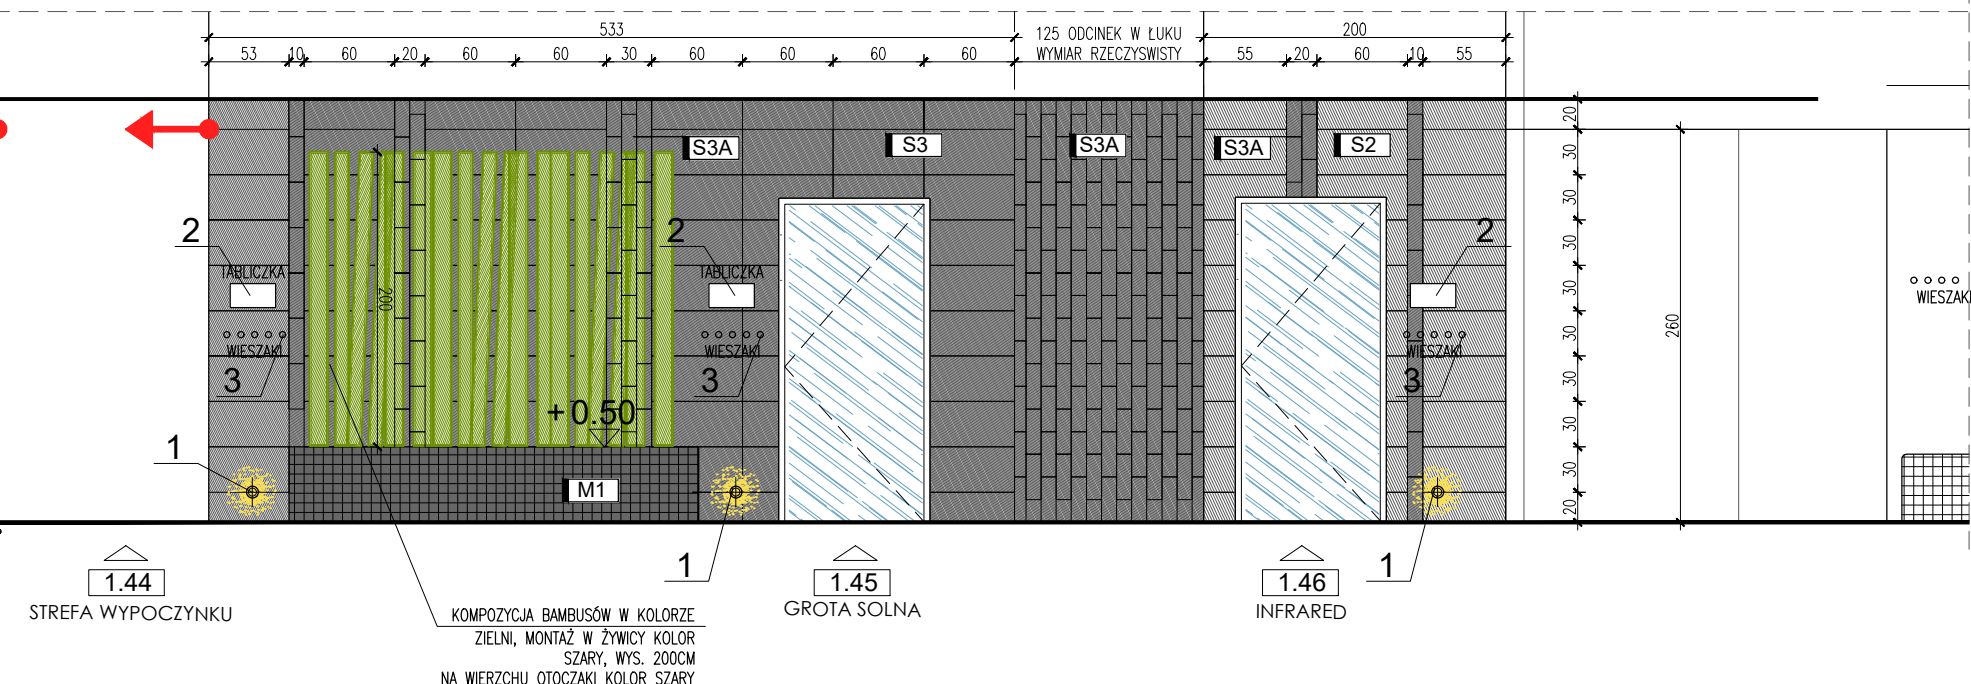 533
125 ODCINEK W ŁUKU
WYMIAR RZECZYSWISTY
200
53 10 60 20 60 60 30 60 60 60 60
55 20 60 10 55
S3A
S3
S3A
S3A
S2
20
30
30
30
30
30
30
30
30
20
260
200
2
TABLICZKA
WIESZAKI
3
1
2
TABLICZKA
WIESZAKI
3
1
2
WIESZAKI
3
1
WIESZAKI
+0.50
M1
1.44
STREFA WYPOCZYNKU
1.45
GROTA SOLNA
1.46
INFRARED
KOMPOZYCJA BAMBUSÓW W KOLORZE
ZIELNI, MONTAŻ W ŻYWICY KOLOR
SZARY, WYS. 200CM
NA WIERZCHU OTOCZAKI KOLOR SZARY